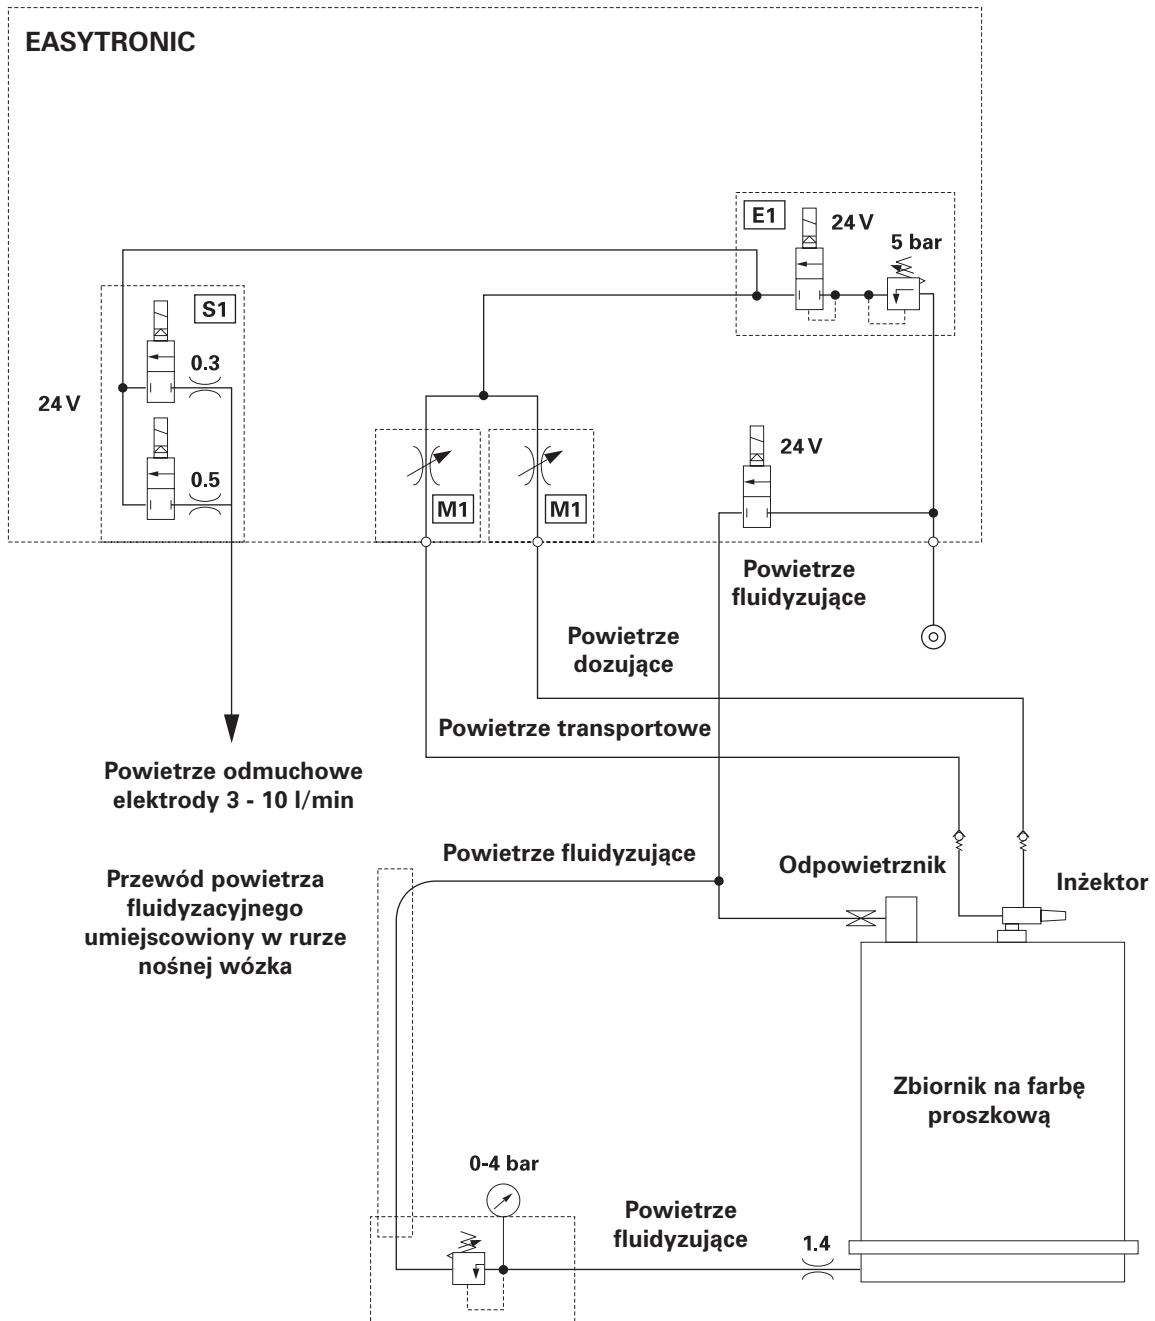 EASYTRONIC
E1
24 V
5 bar
S1
0.3
24 V
0.5
24 V
M1
M1
Powietrze
fluidyzujące
Powietrze
dozujące
Powietrze transportowe
Powietrze odmuchowe
elektrody 3 - 10 l/min
Powietrze fluidyzujące
Odpowietrznik
Inżektor
Przewód powietrza
fluidyzacyjnego
umiejscowiony w rurze
nośnej wózka
Zbiornik na farbę
proszkową
0-4 bar
Powietrze
fluidyzujące
1.4